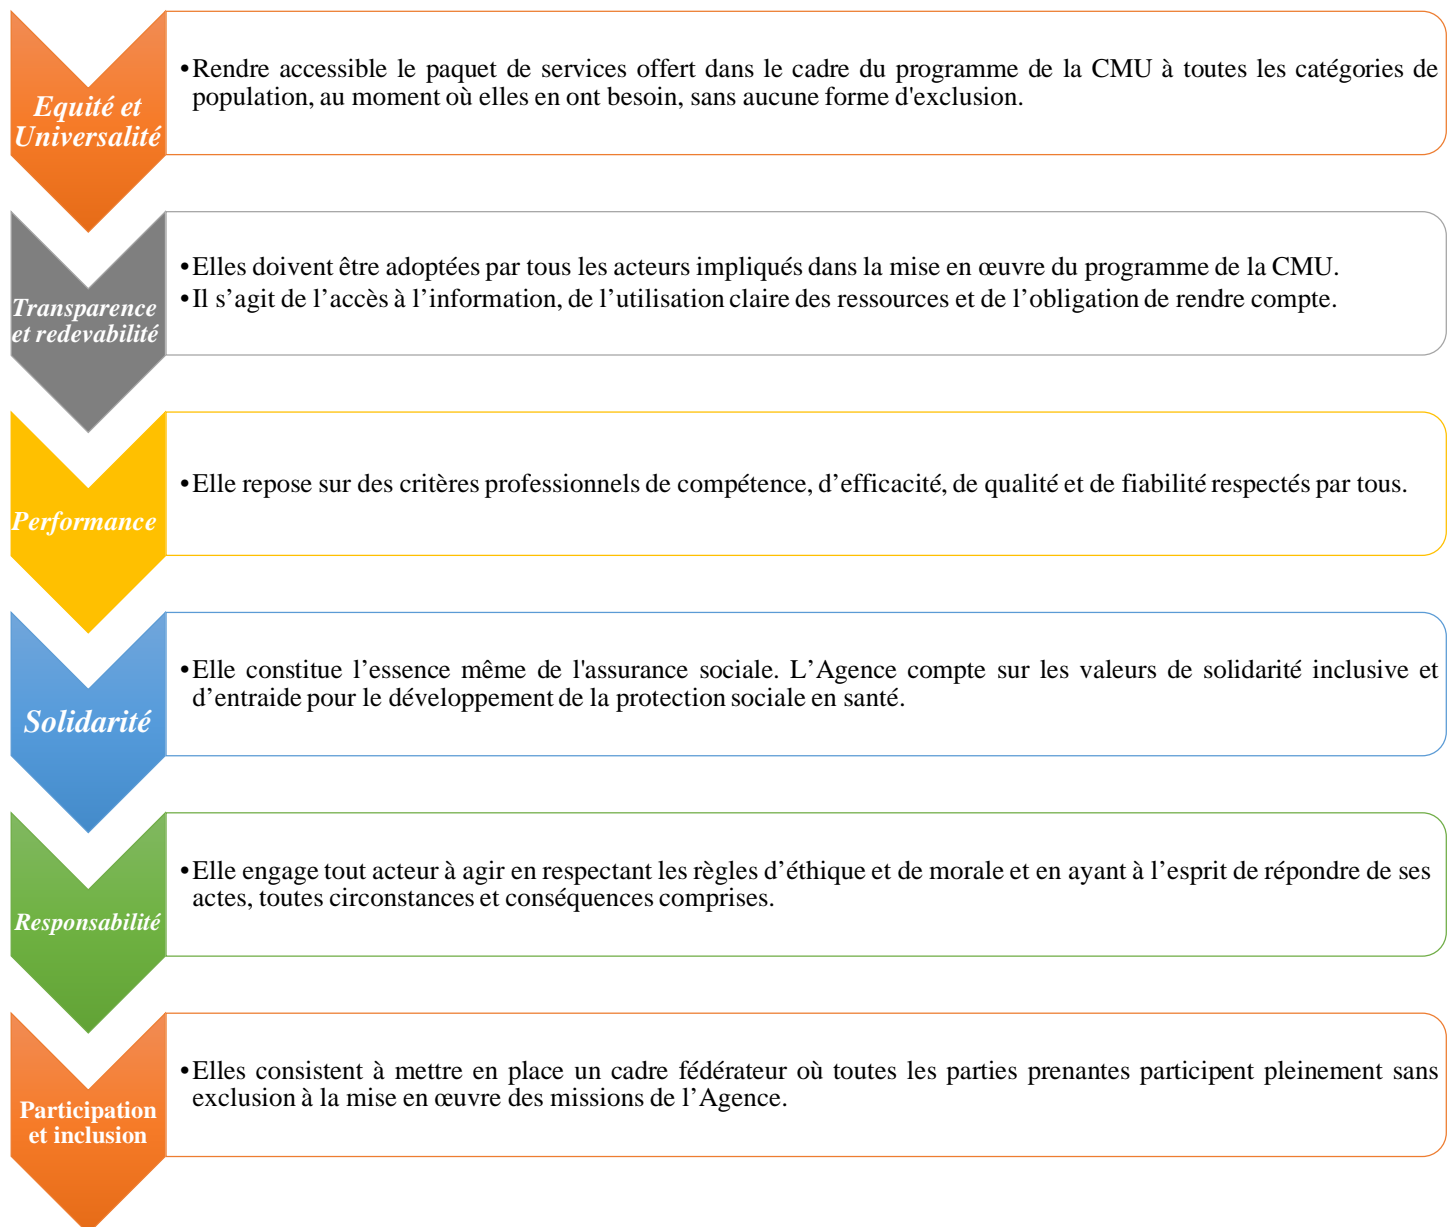 Equité et
Universalité
•Rendre accessible le paquet de services offert dans le cadre du programme de la CMU à toutes les catégories de
population, au moment où elles en ont besoin, sans aucune forme d'exclusion.
Transparence
et redevabilité
•Elles doivent être adoptées par tous les acteurs impliqués dans la mise en œuvre du programme de la CMU.
•Il s’agit de l’accès à l’information, de l’utilisation claire des ressources et de l’obligation de rendre compte.
Performance
•Elle repose sur des critères professionnels de compétence, d’efficacité, de qualité et de fiabilité respectés par tous.
Solidarité
•Elle constitue l’essence même de l'assurance sociale. L’Agence compte sur les valeurs de solidarité inclusive et
d’entraide pour le développement de la protection sociale en santé.
Responsabilité
•Elle engage tout acteur à agir en respectant les règles d’éthique et de morale et en ayant à l’esprit de répondre de ses
actes, toutes circonstances et conséquences comprises.
Participation
et inclusion
•Elles consistent à mettre en place un cadre fédérateur où toutes les parties prenantes participent pleinement sans
exclusion à la mise en œuvre des missions de l’Agence.